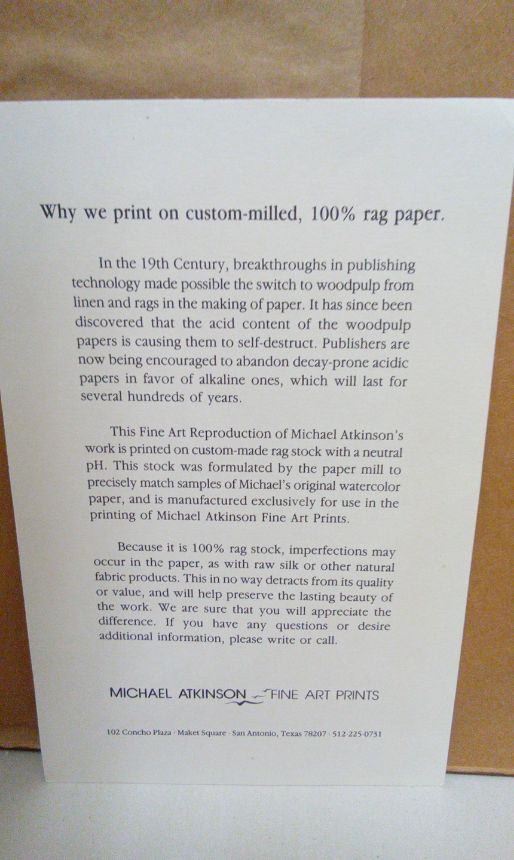 Why we print on custom-milled, 100% rag paper.
In the 19th Century, breakthroughs in publishing
technology made possible the switch to woodpulp from
linen and rags in the making of paper. It has since been
discovered that the acid content of the woodpulp
papers is causing them to self-destruct. Publishers are
now being encouraged to abandon decay-prone acidic
papers in favor of alkaline ones, which will last for
several hundreds of years.
This Fine Art Reproduction of Michael Atkinson's
work is printed on custom-made rag stock with a neutral
pH. This stock was formulated by the paper mill to
precisely match samples of Michael's original watercolor
paper, and is manufactured exclusively for use in the
printing of Michael Atkinson Fine Art Prints.
Because it is 100% rag stock, imperfections may
occur in the paper, as with raw silk or other natural
fabric products. This in no way detracts from its quality
or value, and will help preserve the lasting beauty of
the work. We are sure that you will appreciate the
difference. If you have any questions or desire
additional information, please write or call.
MICHAEL ATKINSON FINE ART PRINTS
102 Concho Plaza · Maket Square · San Antonio, Texas 78207 · 512-225-0731